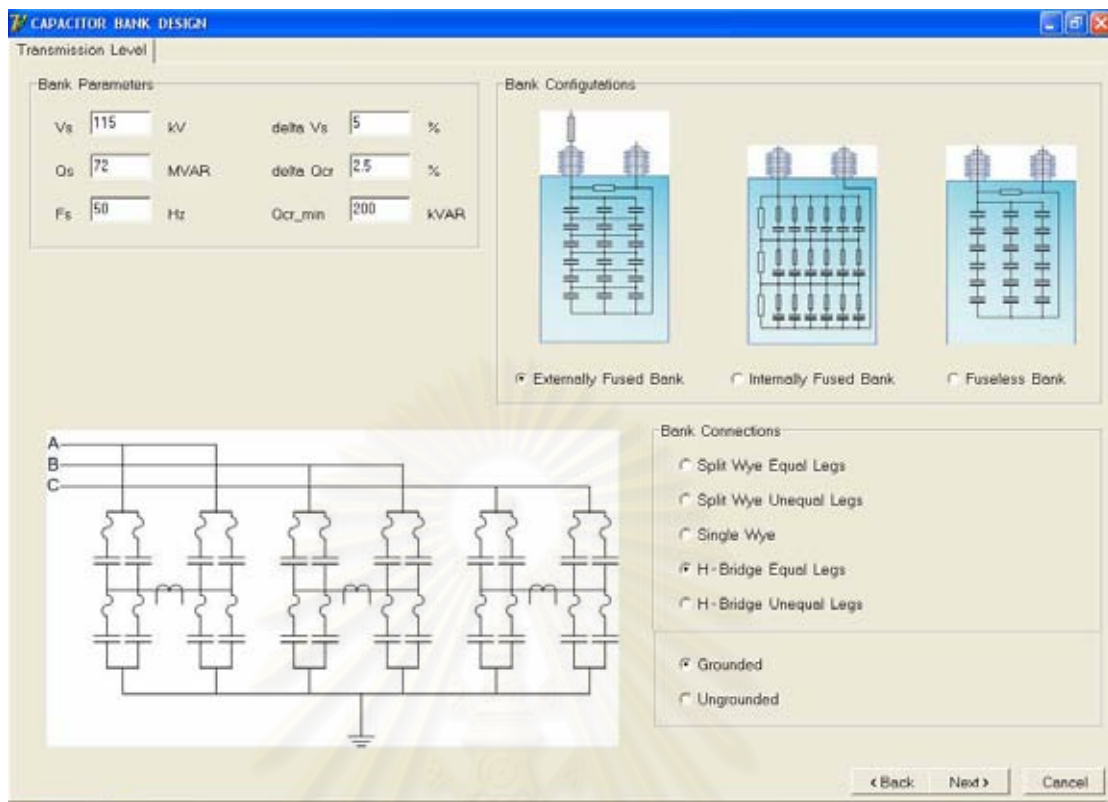 CAPACITOR BANK DESIGN
Transmission Level
Bank Parameters
Vs 115 kV delta Vs 5 %
Qs 72 MVAR delta Qcr 2.5 %
Fs 50 Hz Qcr_min 200 kVAR
Bank Configutations
Externally Fused Bank Internally Fused Bank Fuseless Bank
A
B
C
Bank Connections
Split Wye Equal Legs
Split Wye Unequal Legs
Single Wye
H-Bridge Equal Legs
H-Bridge Unequal Legs
Grounded
Ungrounded
< Back Next > Cancel